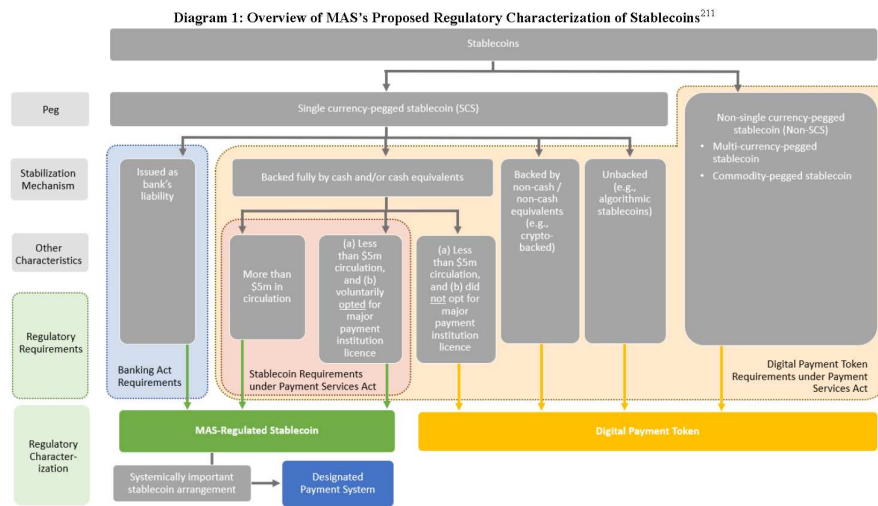 Diagram 1: Overview of MAS's Proposed Regulatory Characterization of Stablecoins211
Stablecoins
Peg
Single currency-pegged stablecoin (SCS)
Non-single currency-pegged
stablecoin (Non-SCS)
• Multi-currency-pegged
stablecoin
• Commodity-pegged stablecoin
Stabilization
Mechanism
Issued as
bank's
liability
Backed fully by cash and/or cash equivalents
Backed by
non-cash /
non-cash
equivalents
(e.g.,
crypto-
backed)
Unbacked
(e.g.,
algorithmic
stablecoins)
Other
Characteristics
More than
$5m in
circulation
(a) Less
than $5m
circulation,
and (b)
voluntarily
opted for
major
payment
institution
licence
(a) Less
than $5m
circulation,
and (b) did
not opt for
major
payment
institution
licence
Regulatory
Requirements
Banking Act
Requirements
Stablecoin Requirements
under Payment Services Act
Digital Payment Token
Requirements under Payment
Services Act
Regulatory
Character-
ization
MAS-Regulated Stablecoin
Digital Payment Token
Systemically important
stablecoin arrangement
Designated
Payment System